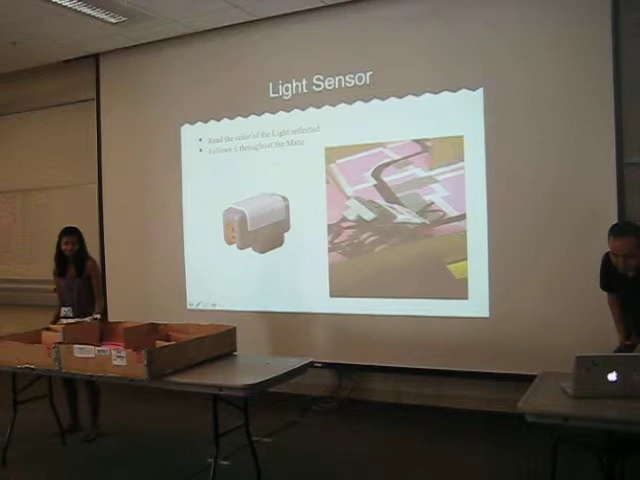 Light Sensor
Read the color of the Light reflected
Follows it throughout the Maze